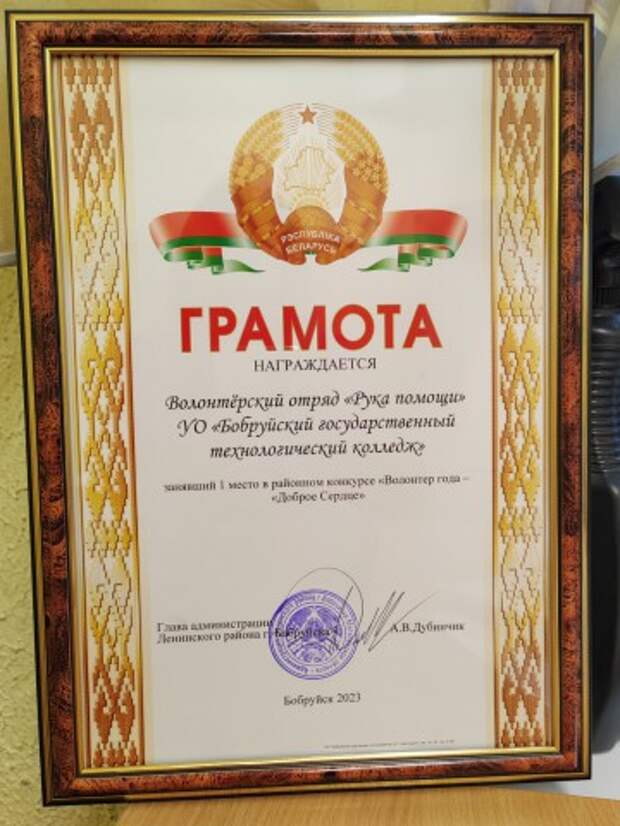 РЭСПУБЛІКА
БЕЛАРУСЬ
ГРАМОТА
НАГРАЖДАЕТСЯ
Волонтёрский отряд «Рука помощи»
УО «Бобруйский государственный
технологический колледж»
занявший 1 место в районном конкурсе «Волонтер года –
«Доброе Сердце»
Глава администрации
Ленинского района г. Бобруйска
А.В.Дубинчик
Бобруйск 2023